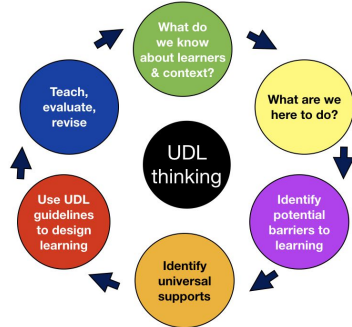 What do
we know
about learners
& context?
What are we
here to do?
Identify
potential
barriers to
learning
Identify
universal
supports
Use UDL
guidelines
to design
learning
Teach,
evaluate,
revise
UDL
thinking